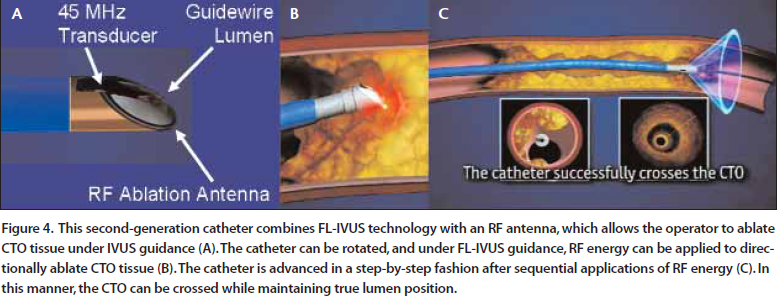 A
45 MHz
Transducer
Guidewire
Lumen
RF Ablation Antenna
B
C
The catheter successfully crosses the CTO
Figure 4. This second-generation catheter combines FL-IVUS technology with an RF antenna, which allows the operator to ablate
CTO tissue under IVUS guidance (A). The catheter can be rotated, and under FL-IVUS guidance, RF energy can be applied to direc-
tionally ablate CTO tissue (B). The catheter is advanced in a step-by-step fashion after sequential applications of RF energy (C). In
this manner, the CTO can be crossed while maintaining true lumen position.